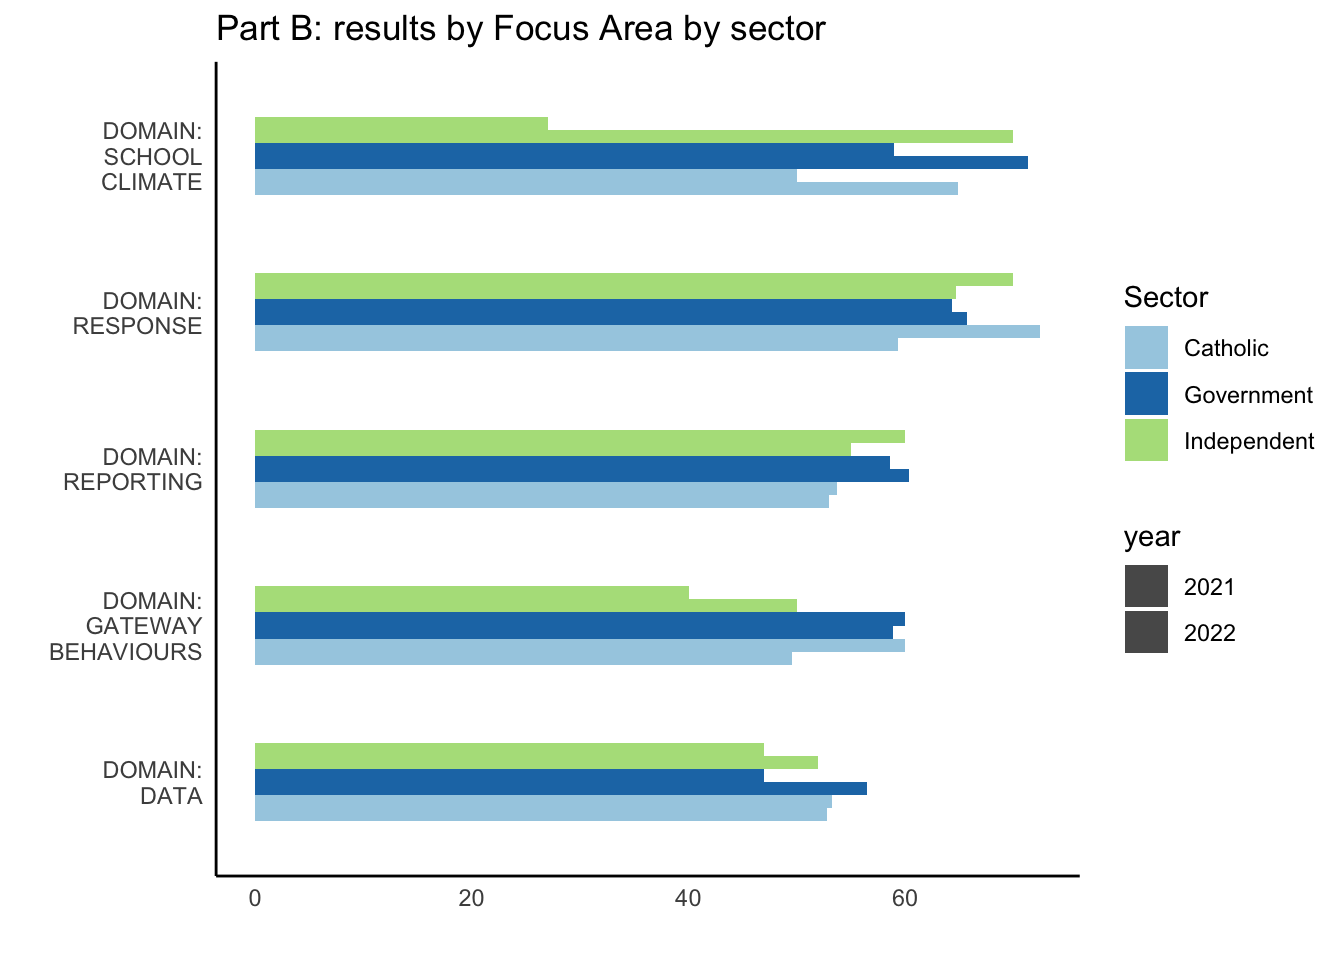 Part B: results by Focus Area by sector
DOMAIN:
SCHOOL
CLIMATE
DOMAIN:
RESPONSE
DOMAIN:
REPORTING
DOMAIN:
GATEWAY
BEHAVIOURS
DOMAIN:
DATA
0 20 40 60
Sector
Catholic
Government
Independent
year
2021
2022